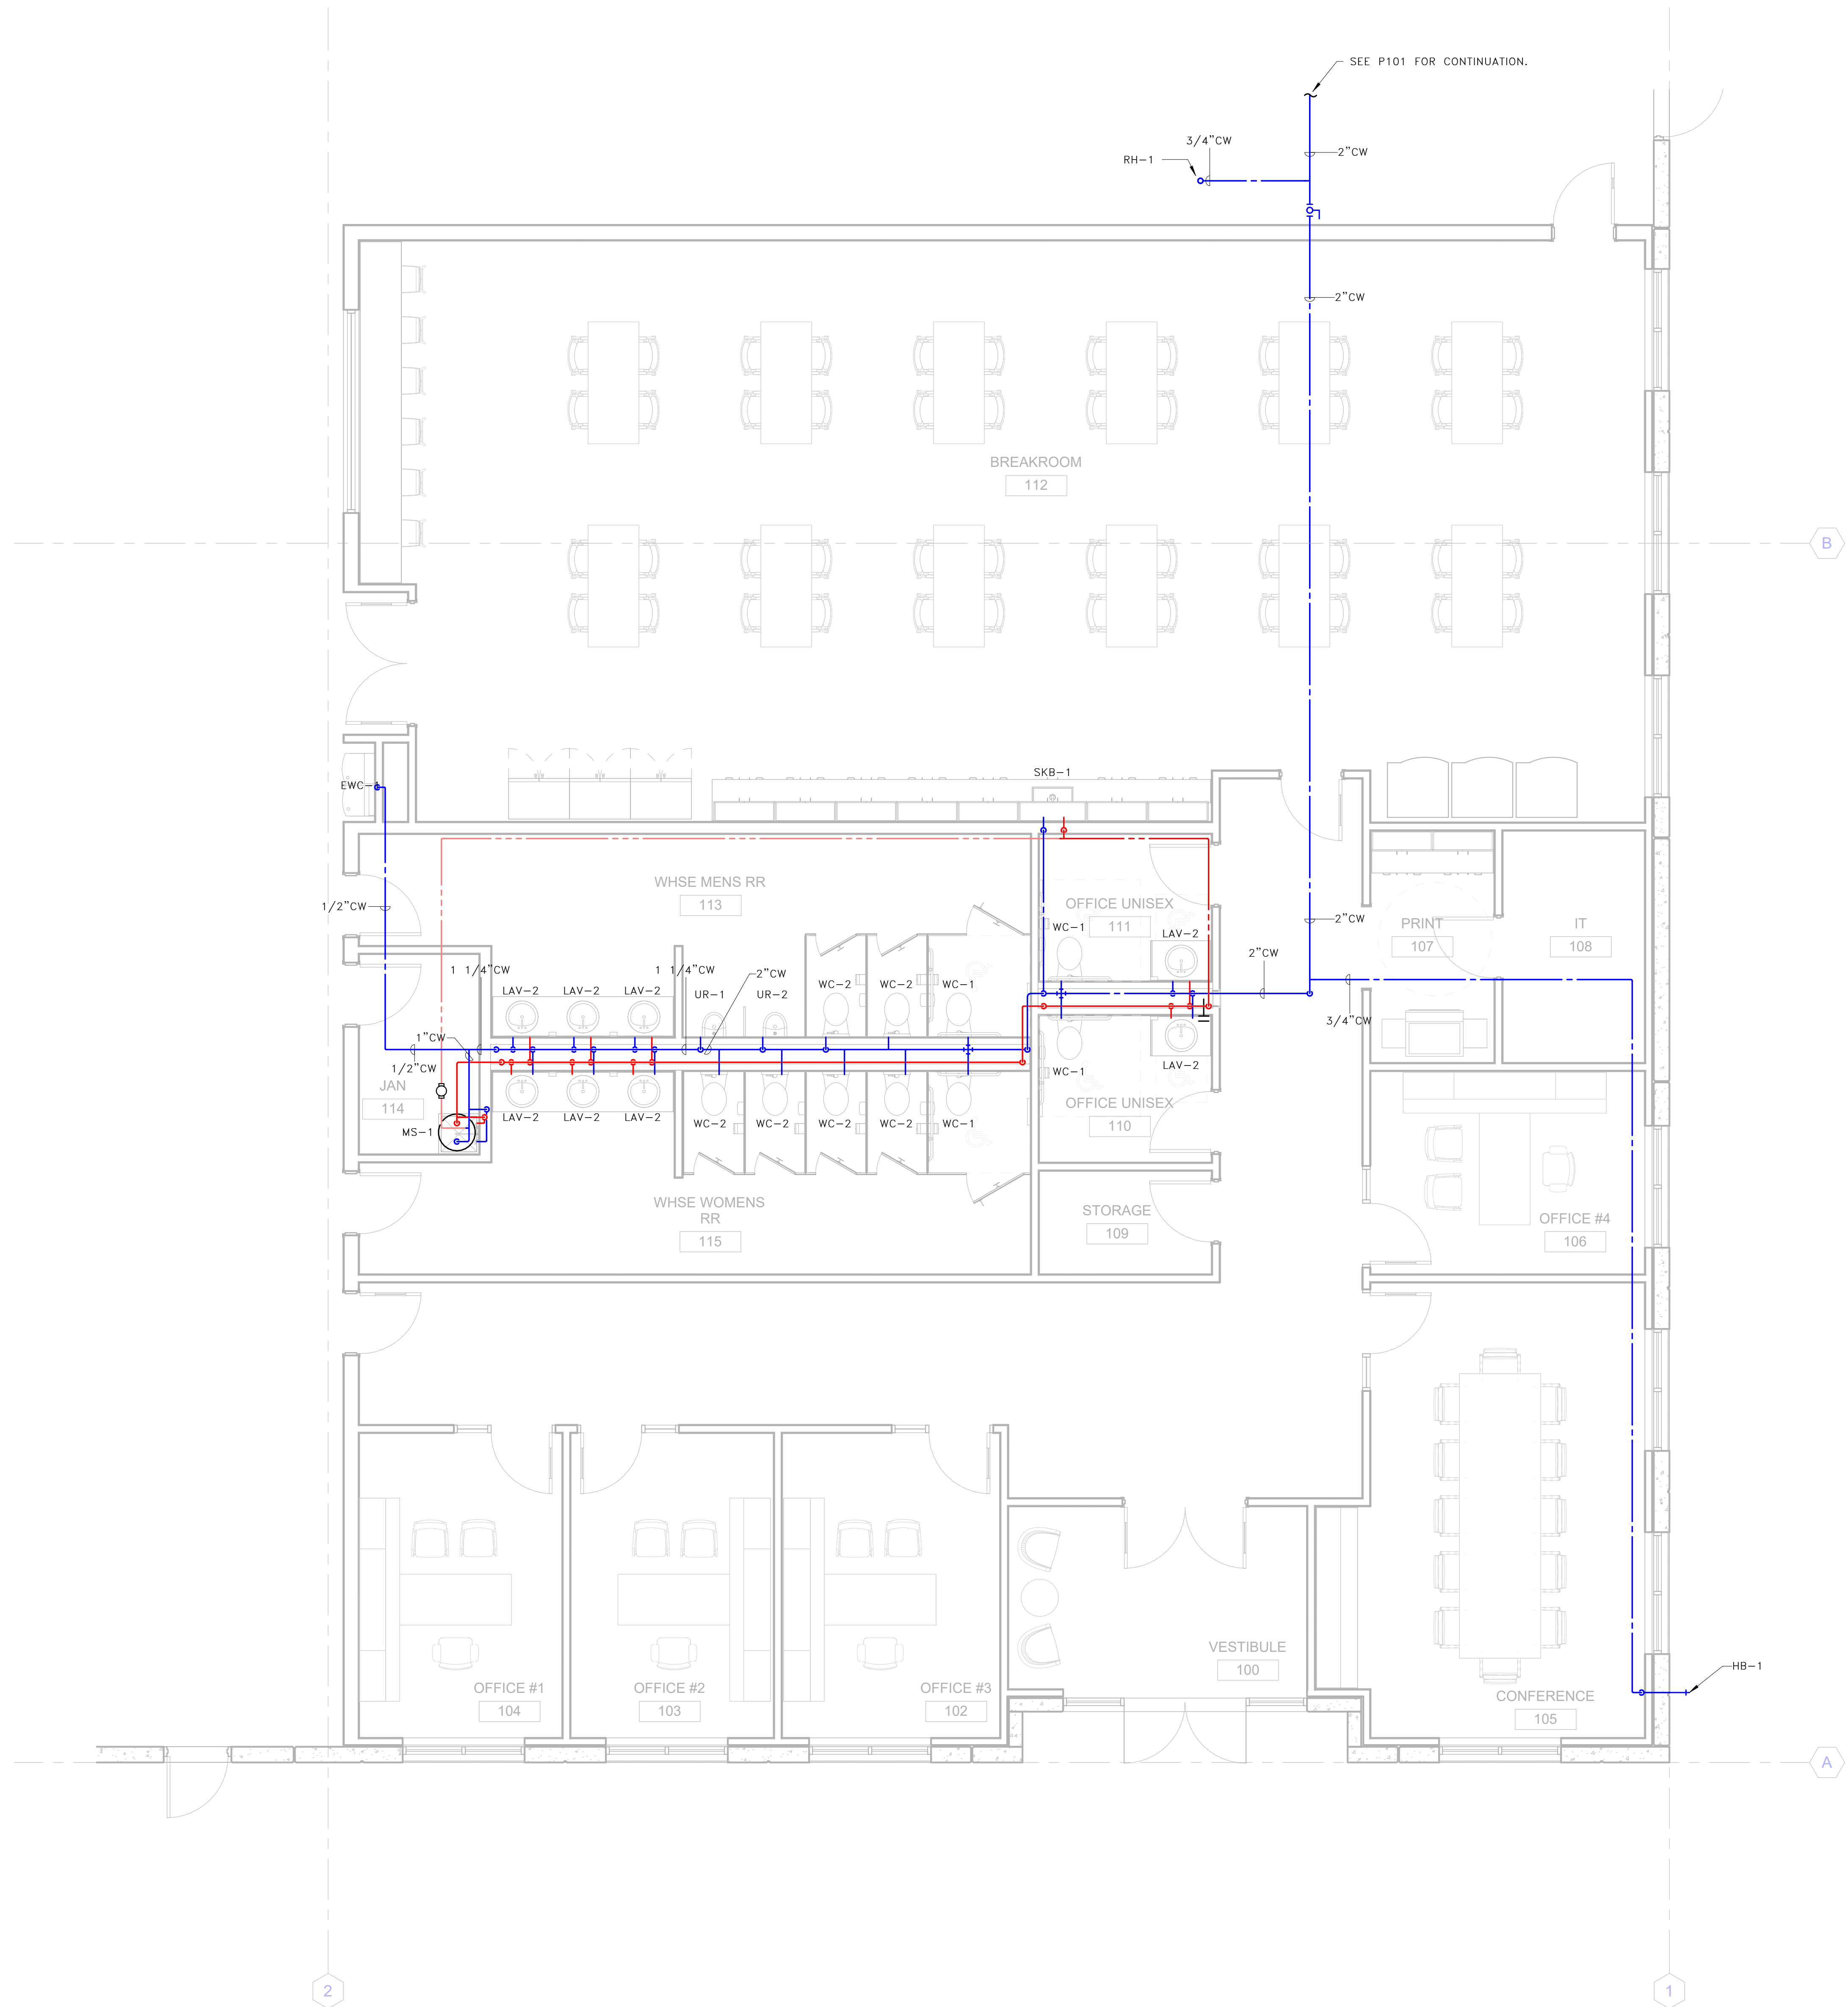 SEE P101 FOR CONTINUATION.
3/4"CW
RH-1
2"CW
2"CW
BREAKROOM
112
B
SKB-1
EWC-1
WHSE MENS RR
113
OFFICE UNISEX
111
1/2"CW
2"CW
PRINT
107
IT
108
WC-1
LAV-2
2"CW
1 1/4"CW
1 1/4"CW
2"CW
LAV-2
LAV-2
LAV-2
UR-1
UR-2
WC-2
WC-2
WC-1
3/4"CW
1"CW
1/2"CW
WC-1
LAV-2
JAN
114
OFFICE UNISEX
110
MS-1
LAV-2
LAV-2
LAV-2
WC-2
WC-2
WC-2
WC-2
WC-1
WHSE WOMENS
RR
115
STORAGE
109
OFFICE #4
106
VESTIBULE
100
HB-1
OFFICE #1
104
OFFICE #2
103
OFFICE #3
102
CONFERENCE
105
A
2
1